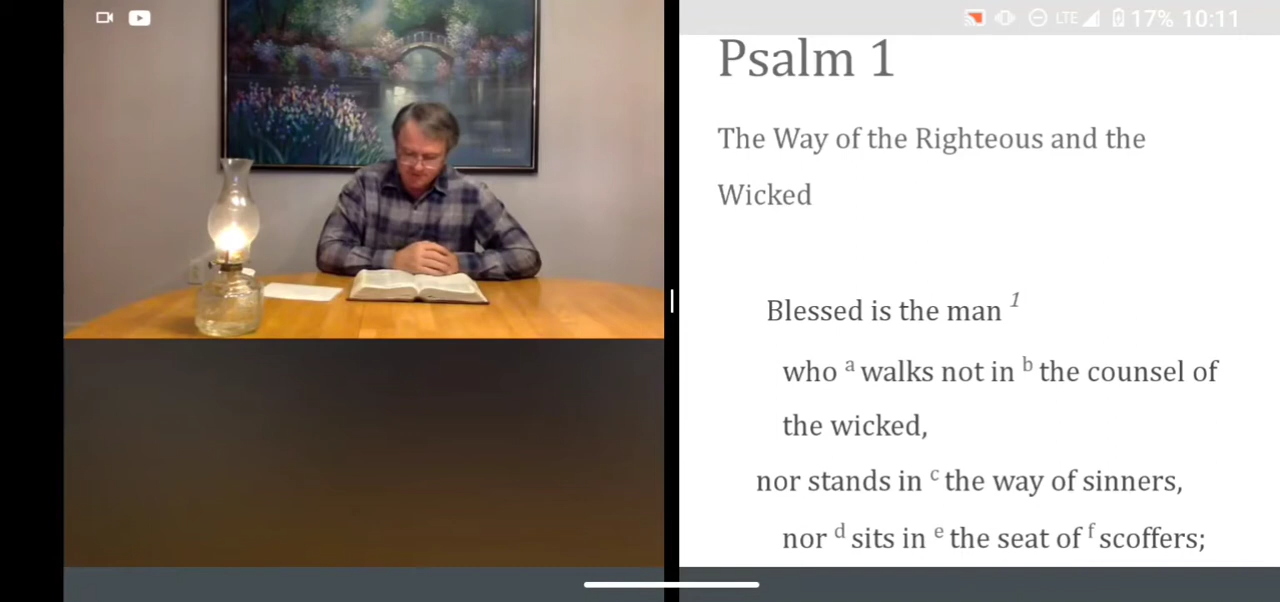 LTE 17% 10:11
Psalm 1
The Way of the Righteous and the
Wicked
Blessed is the man 1
who a walks not in b the counsel of
the wicked,
nor stands in c the way of sinners,
nor d sits in e the seat of f scoffers;